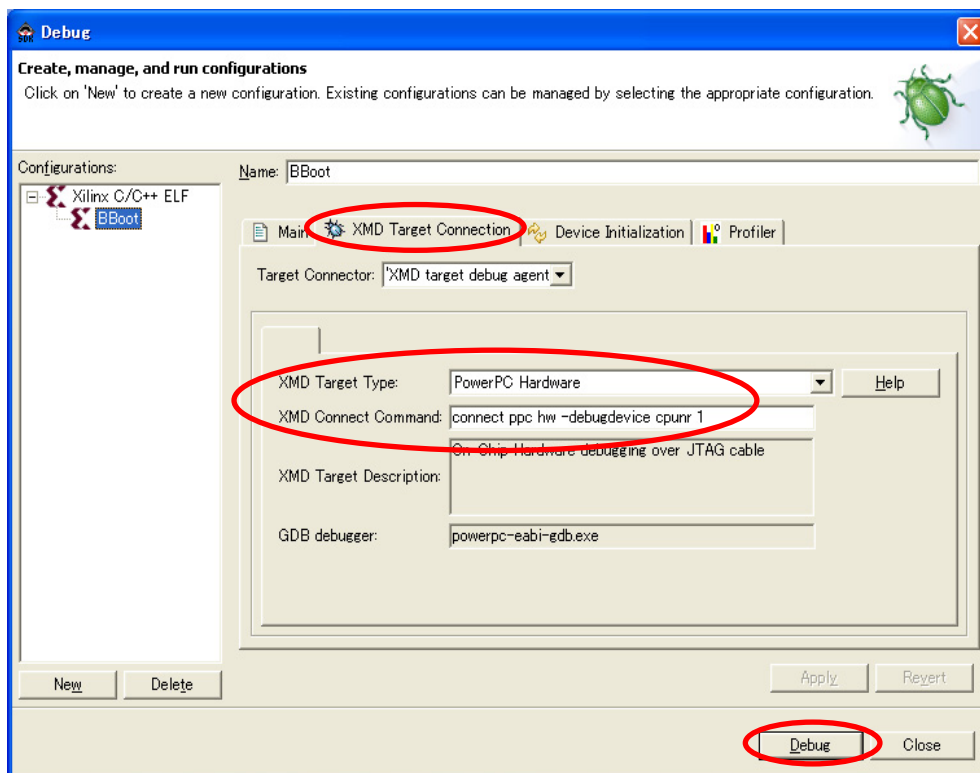 Debug
Create, manage, and run configurations
Click on 'New' to create a new configuration. Existing configurations can be managed by selecting the appropriate configuration.
Configurations:
Xilinx C/C++ ELF
BBoot
Name: BBoot
Main XMD Target Connection Device Initialization Profiler
Target Connector: 'XMD target debug agent
XMD Target Type: PowerPC Hardware Help
XMD Connect Command: connect ppc hw -debugdevice cpunr 1
On-Chip Hardware debugging over JTAG cable
XMD Target Description:
GDB debugger: powerpc-eabi-gdb.exe
New Delete
Apply Revert
Debug Close